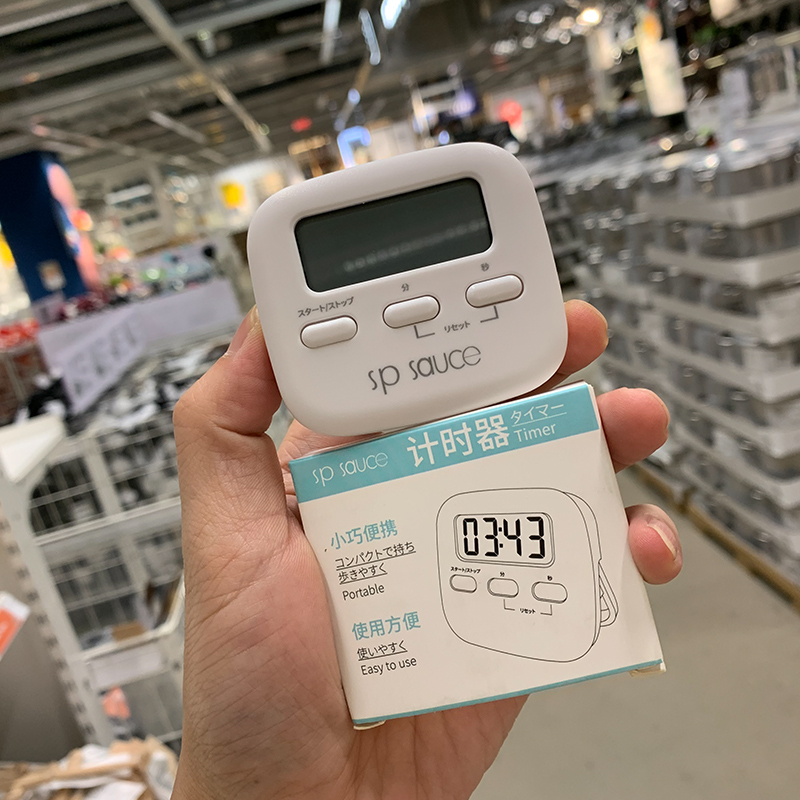 スタート/ストップ
分
秒
リセット
sp sauce
sp sauce
计时器
タイマー
Timer
小巧便携
コンパクトで持ち
歩きやすく
Portable
使用方便
使いやすく
Easy to use
03:43
スタート/ストップ
分
秒
リセット